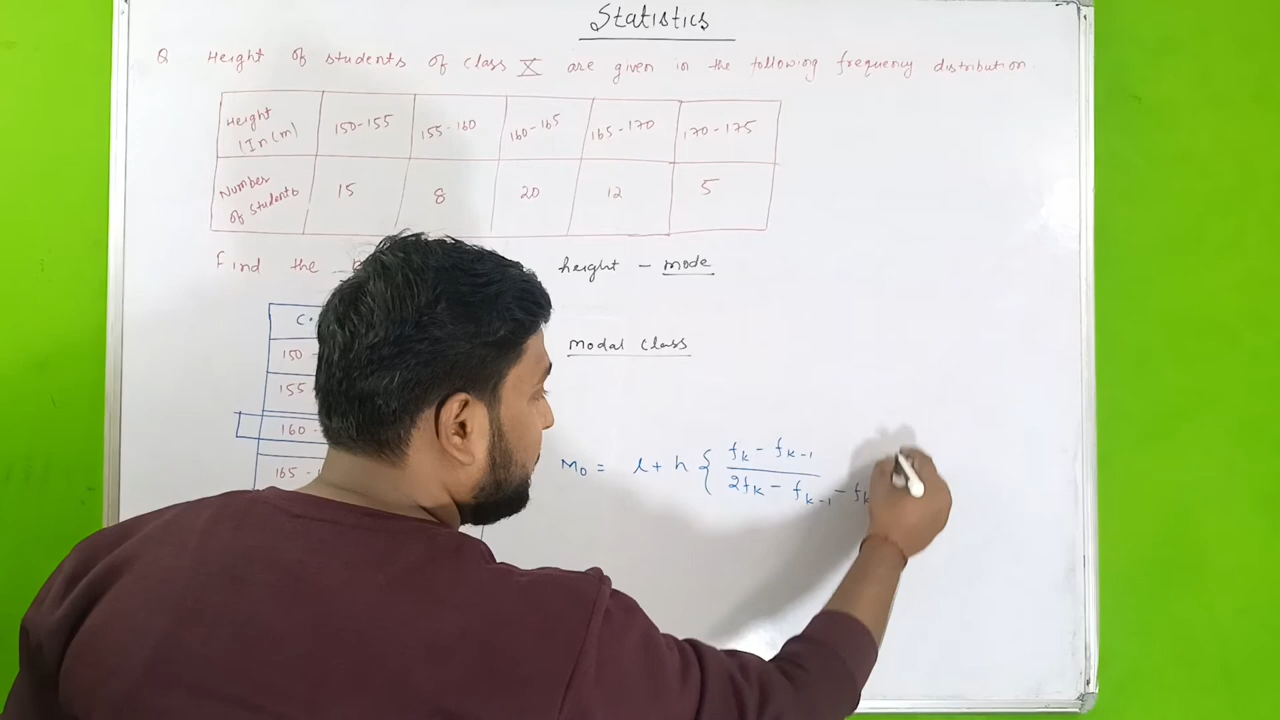 Statistics
Q Height of students of class X are given in the following frequency distribution.
Height (In Cm) 150-155 155-160 160-165 165-170 170-175
Number of students 15 8 20 12 5
Find the height - mode
C.
Modal class
150
155
160 -
165 -
M0 = l + h { fk - fk-1
2fk - fk-1 - fk